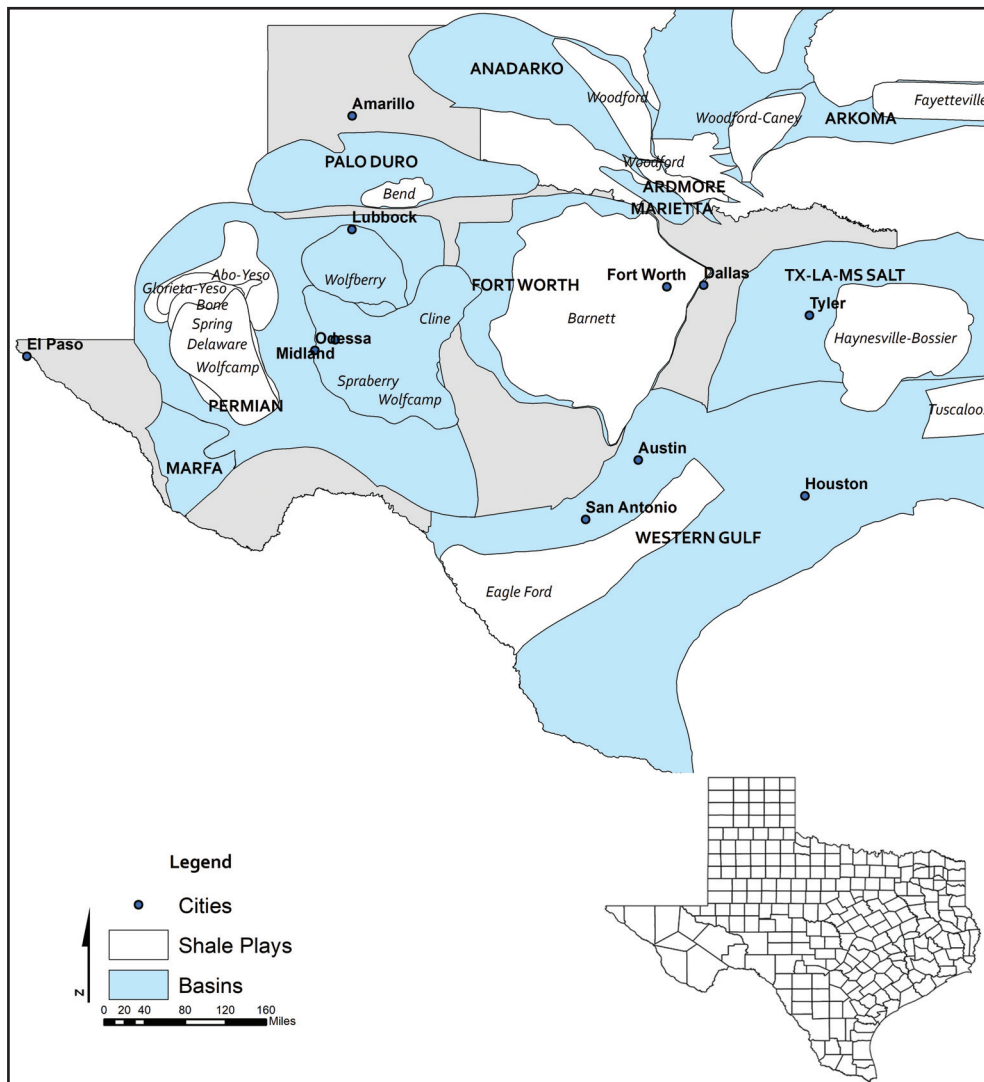 ANADARKO
Woodford
Fayetteville
Woodford-Caney
ARKOMA
Amarillo
PALO DURO
Woodford
Bend
ARDMORE
MARIETTA
Lubbock
Abo-Yeso
Wolfberry
Glorieta-Yeso
FORT WORTH
Fort Worth
Dallas
TX-LA-MS SALT
Bone
Spring
Cline
Barnett
Tyler
El Paso
Odessa
Delaware
Midland
Haynesville-Bossier
Wolfcamp
Spraberry
Wolfcamp
PERMIAN
Tuscaloos
MARFA
Austin
Houston
San Antonio
WESTERN GULF
Eagle Ford
Legend
Cities
Shale Plays
Basins
N
0 20 40 80 120 160
Miles